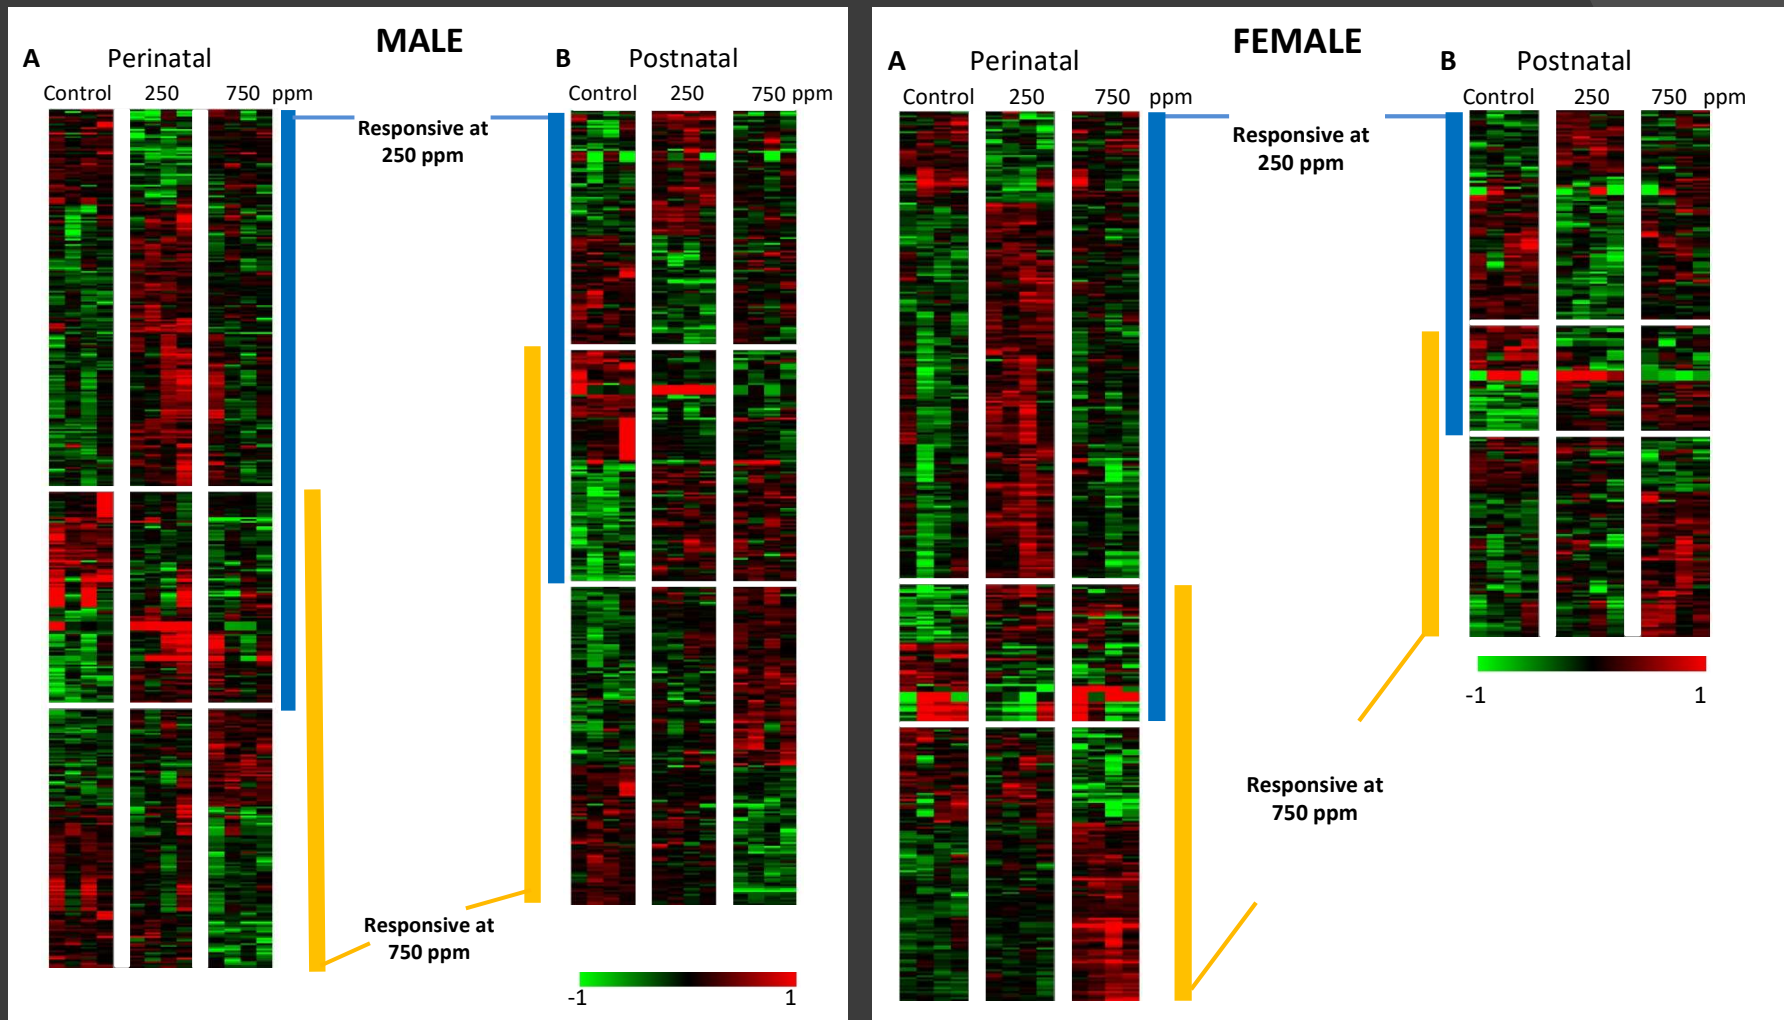 MALE
A Perinatal
Control 250 750 ppm
B Postnatal
Control 250 750 ppm
Responsive at
250 ppm
Responsive at
750 ppm
-1 1
FEMALE
A Perinatal
Control 250 750 ppm
B Postnatal
Control 250 750 ppm
Responsive at
250 ppm
-1 1
Responsive at
750 ppm